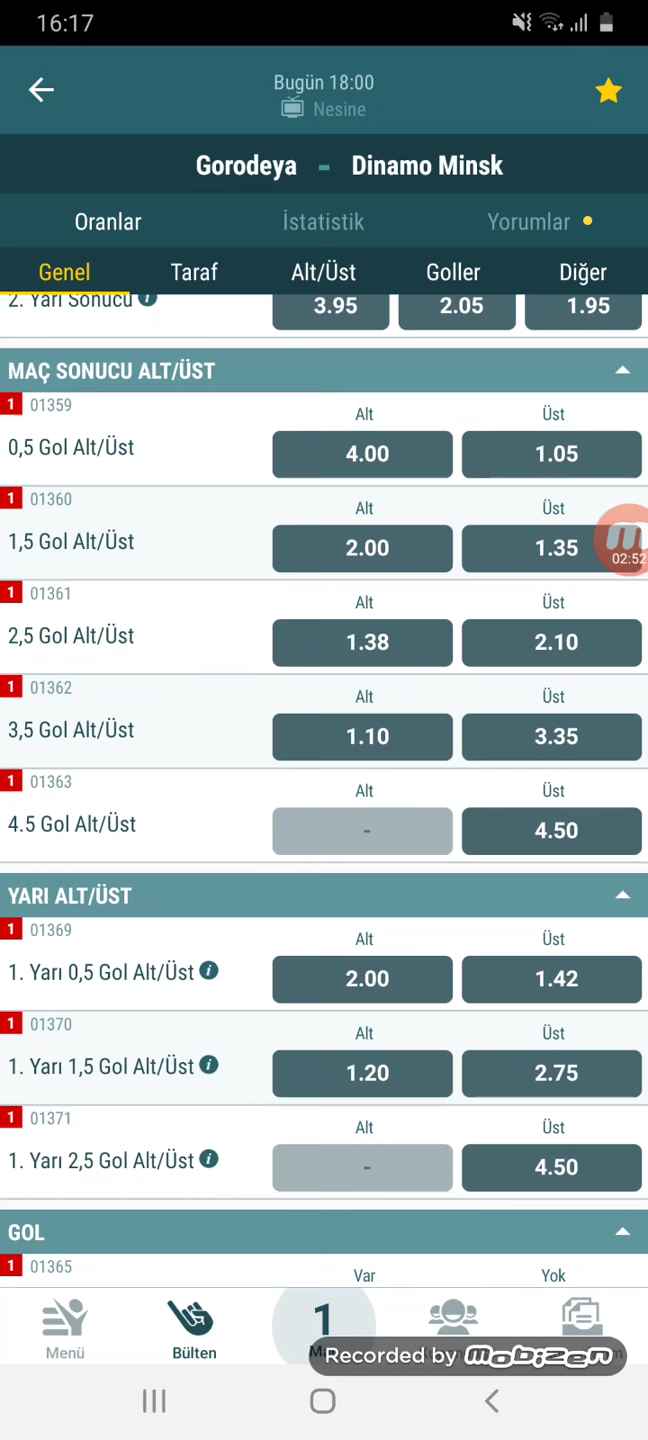 16:17
Bugün 18:00
Nesine
Gorodeya - Dinamo Minsk
Oranlar İstatistik Yorumlar
Genel Taraf Alt/Üst Goller Diğer
2. Yarı Sonucu 3.95 2.05 1.95
MAÇ SONUCU ALT/ÜST
1 01359 Alt Üst
0,5 Gol Alt/Üst 4.00 1.05
1 01360 Alt Üst
1,5 Gol Alt/Üst 2.00 1.35
02:52
1 01361 Alt Üst
2,5 Gol Alt/Üst 1.38 2.10
1 01362 Alt Üst
3,5 Gol Alt/Üst 1.10 3.35
1 01363 Alt Üst
4.5 Gol Alt/Üst - 4.50
YARI ALT/ÜST
1 01369 Alt Üst
1. Yarı 0,5 Gol Alt/Üst 2.00 1.42
1 01370 Alt Üst
1. Yarı 1,5 Gol Alt/Üst 1.20 2.75
1 01371 Alt Üst
1. Yarı 2,5 Gol Alt/Üst - 4.50
GOL
1 01365 Var Yok
1
Menü Bülten
Recorded by mobizen